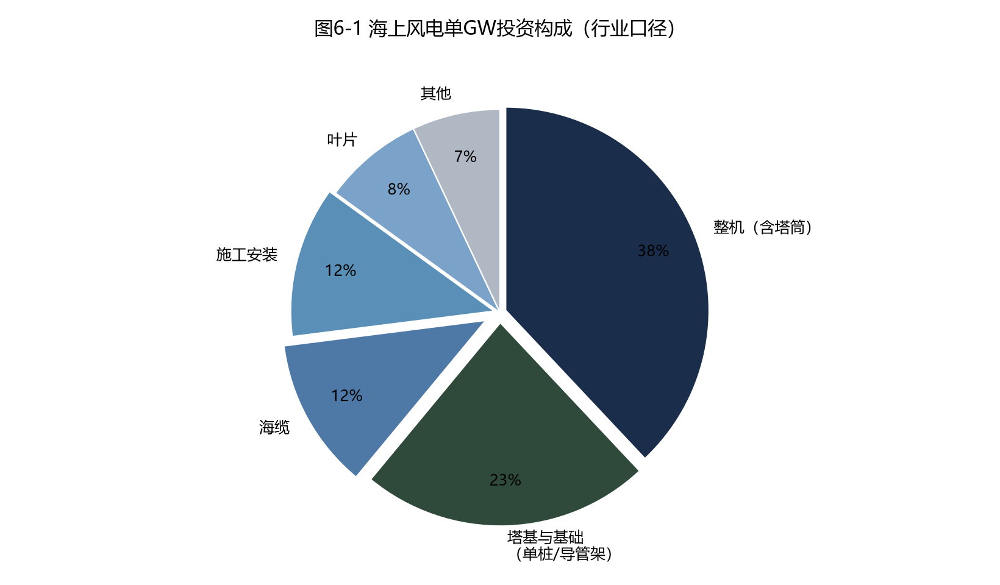 图6-1 海上风电单GW投资构成（行业口径）
其他
7%
叶片
8%
施工安装
12%
海缆
12%
整机（含塔筒）
38%
23%
塔基与基础
（单桩/导管架）